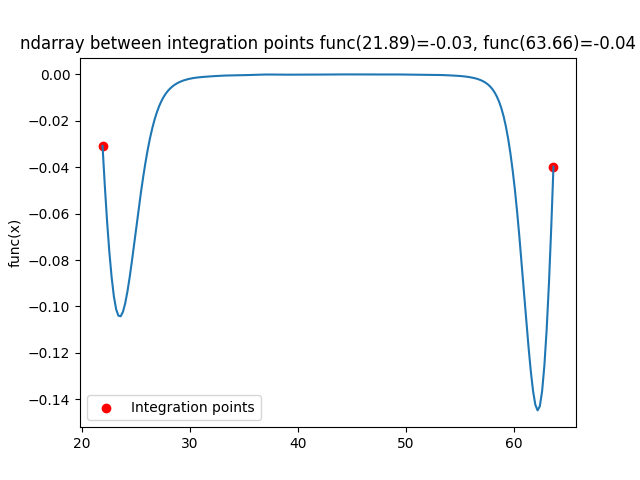 ndarray between integration points func(21.89)=-0.03, func(63.66)=-0.04
func(x)
0.00
−0.02
−0.04
−0.06
−0.08
−0.10
−0.12
−0.14
Integration points
20 30 40 50 60